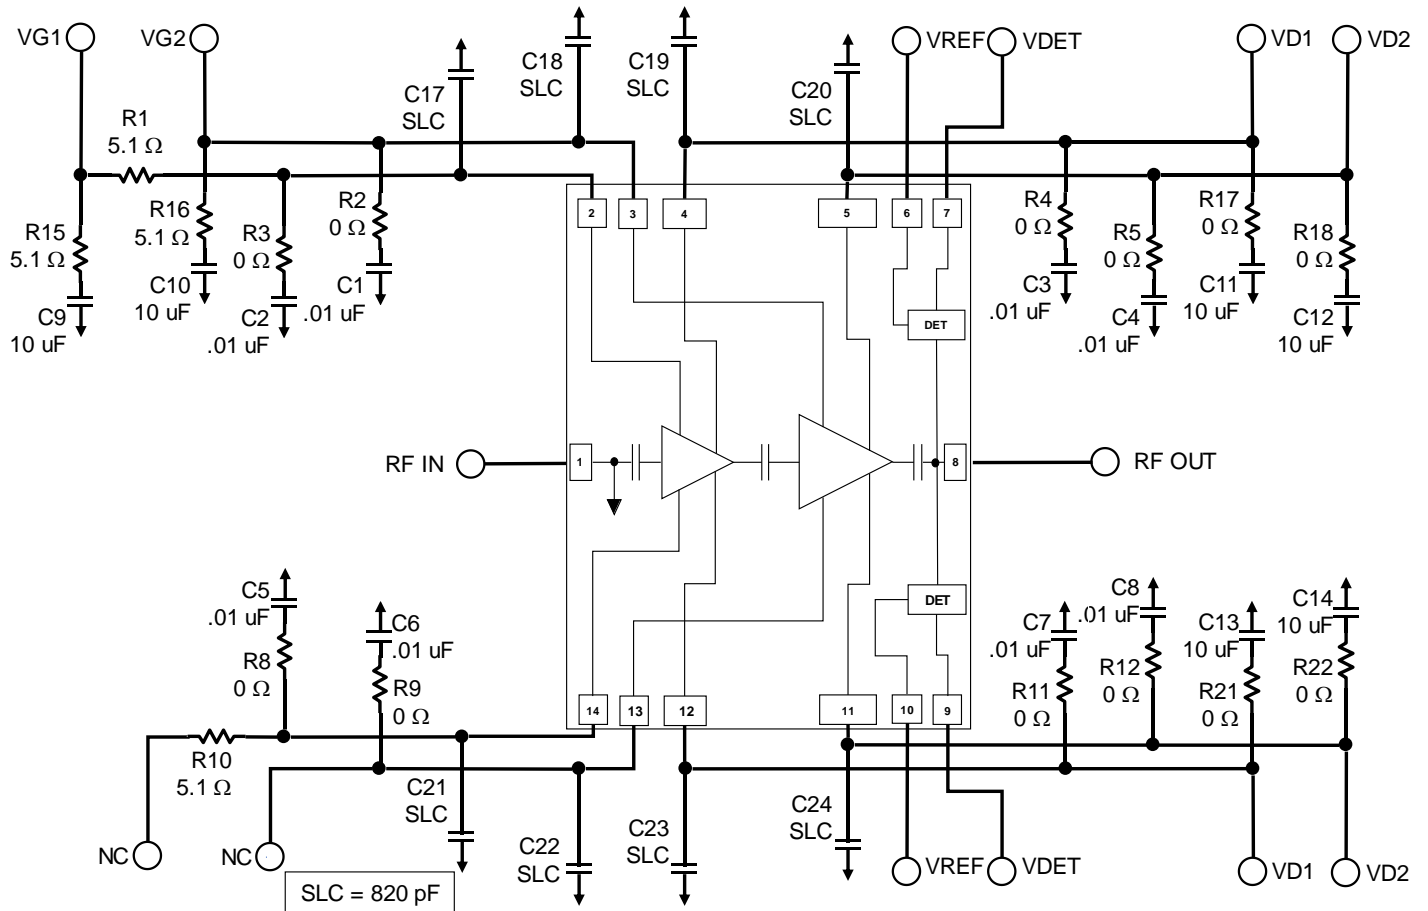 VG1
VG2
C18
SLC
C19
SLC
VREF
VDET
VD1
VD2
C17
SLC
C20
SLC
R1
5.1 Ω
R15
5.1 Ω
R16
5.1 Ω
R3
0 Ω
R2
0 Ω
C9
10 uF
C10
10 uF
C2
.01 uF
C1
.01 uF
2
3
4
5
6
7
R4
0 Ω
R5
0 Ω
R17
0 Ω
R18
0 Ω
C3
.01 uF
C4
.01 uF
C11
10 uF
C12
10 uF
DET
RF IN
1
8
RF OUT
DET
C5
.01 uF
C6
.01 uF
R8
0 Ω
R9
0 Ω
C7
.01 uF
C8
.01 uF
C13
10 uF
C14
10 uF
R11
0 Ω
R12
0 Ω
R21
0 Ω
R22
0 Ω
14
13
12
11
10
9
R10
5.1 Ω
C21
SLC
C22
SLC
C23
SLC
C24
SLC
NC
NC
VREF
VDET
VD1
VD2
SLC = 820 pF